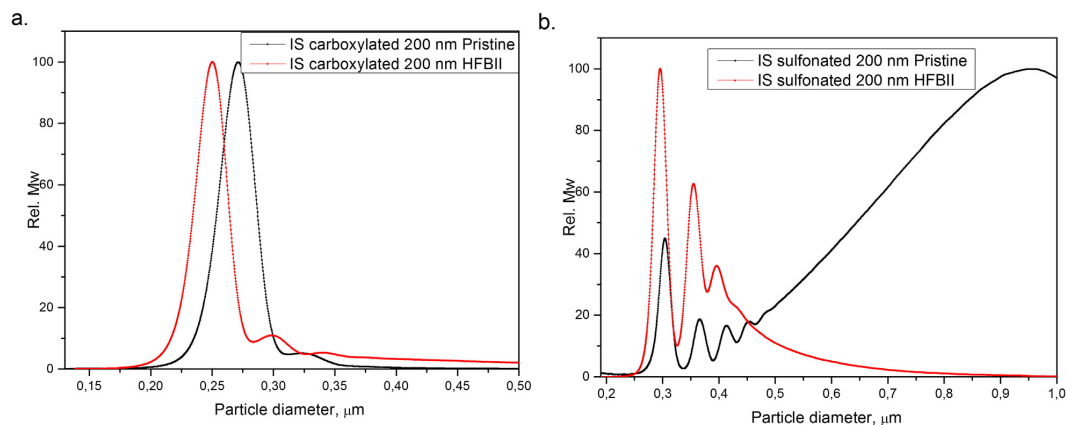 a.
IS carboxylated 200 nm Pristine
IS carboxylated 200 nm HFBII
100
80
60
40
20
0
Rel. Mw
0,15 0,20 0,25 0,30 0,35 0,40 0,45 0,50
Particle diameter, μm
b.
IS sulfonated 200 nm Pristine
IS sulfonated 200 nm HFBII
100
80
60
40
20
0
Rel. Mw
0,2 0,3 0,4 0,5 0,6 0,7 0,8 0,9 1,0
Particle diameter, μm